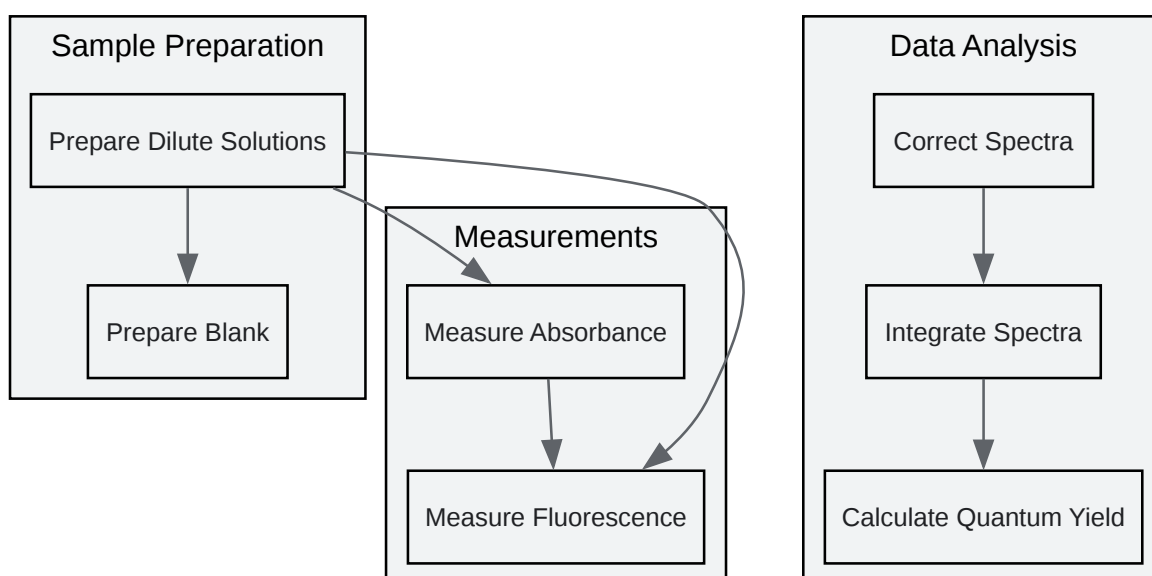 Sample Preparation
Prepare Dilute Solutions
Prepare Blank
Measurements
Measure Absorbance
Measure Fluorescence
Data Analysis
Correct Spectra
Integrate Spectra
Calculate Quantum Yield